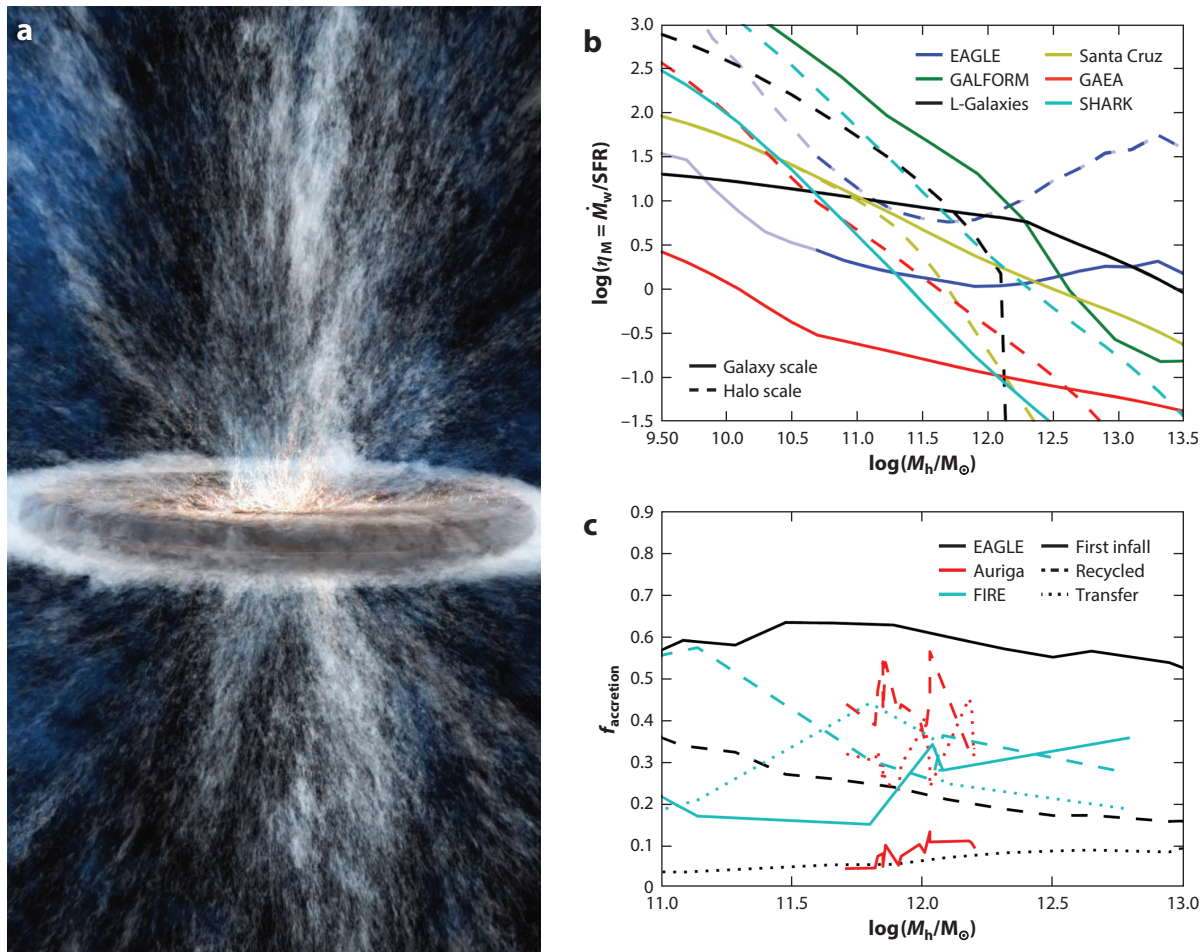 a
b
3.0
2.5
2.0
1.5
1.0
0.5
0
−0.5
−1.0
−1.5
log(ηM = Ṁw/SFR)
EAGLE
GALFORM
L-Galaxies
Santa Cruz
GAEA
SHARK
Galaxy scale
Halo scale
9.50 10.0 10.5 11.0 11.5 12.0 12.5 13.0 13.5
log(Mh/M☉)
c
0.9
0.8
0.7
0.6
0.5
0.4
0.3
0.2
0.1
0
faccretion
EAGLE
Auriga
FIRE
First infall
Recycled
Transfer
11.0 11.5 12.0 12.5 13.0
log(Mh/M☉)